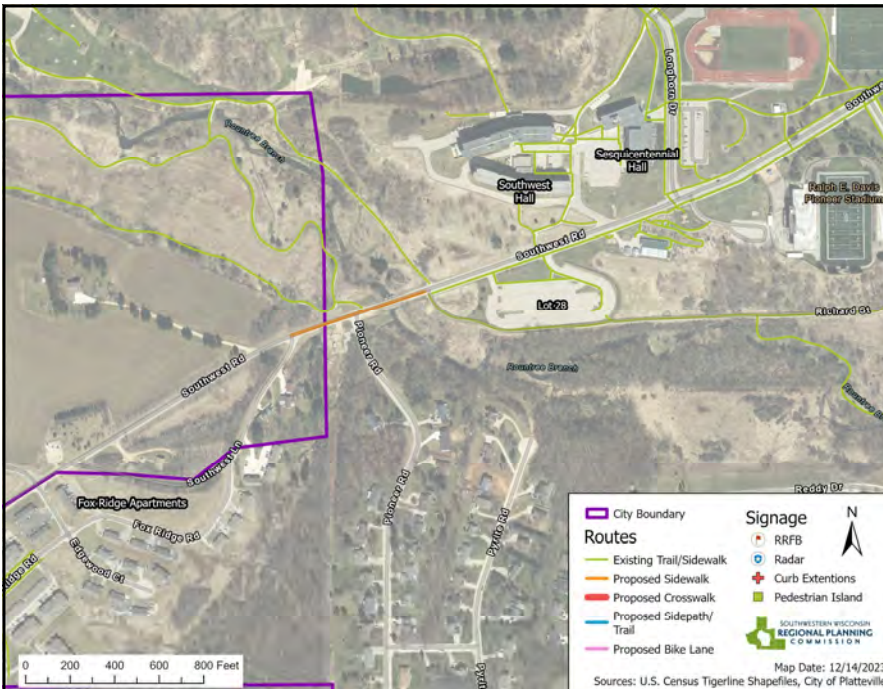 Longhorn Dr
Southwe
Rountree Branch
Sesquicentennial
Hall
Southwest
Hall
Ralph E. Davis
Pioneer Stadium
Southwest Rd
Lot 28
Richard St
Pioneer Rd
Rountree Branch
Southwest Rd
Rountree B
Southwest Ln
Pioneer Rd
Fox Ridge Apartments
Fox Ridge Rd
Edgewood Ct
Ridge Rd
Pyrite Rd
Reddy Dr
Pyrite
City Boundary
Routes
Existing Trail/Sidewalk
Proposed Sidewalk
Proposed Crosswalk
Proposed Sidepath/
Trail
Proposed Bike Lane
Signage
RRFB
Radar
Curb Extentions
Pedestrian Island
N
SOUTHWESTERN WISCONSIN
REGIONAL PLANNING
COMMISSION
0 200 400 600 800 Feet
Map Date: 12/14/2023
Sources: U.S. Census Tigerline Shapefiles, City of Platteville